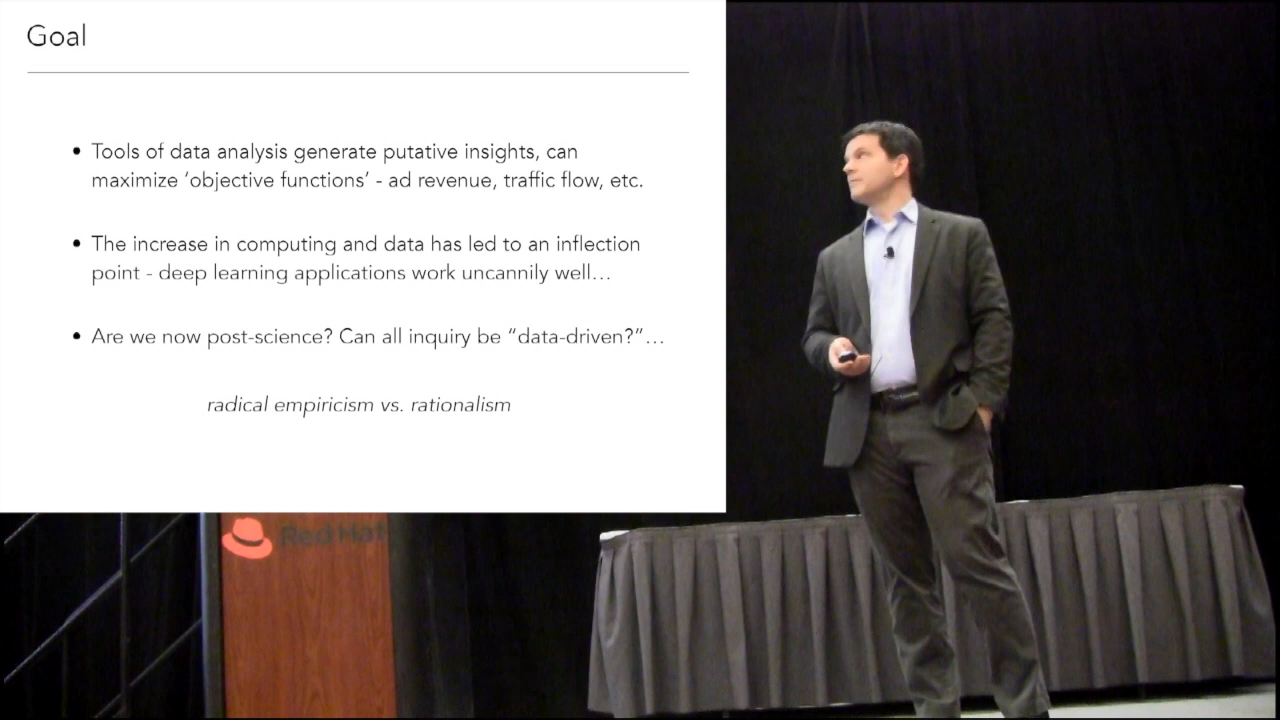 Goal
• Tools of data analysis generate putative insights, can
maximize ‘objective functions’ - ad revenue, traffic flow, etc.
• The increase in computing and data has led to an inflection
point - deep learning applications work uncannily well…
• Are we now post-science? Can all inquiry be “data-driven?”…
radical empiricism vs. rationalism
Red Hat